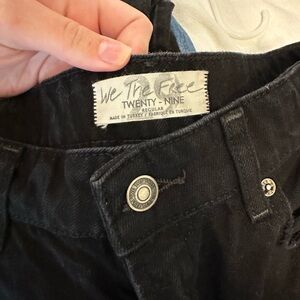 We The Free
TWENTY - NINE
REGULAR
MADE IN TURKEY / FABRIQUÉ EN TURQUIE